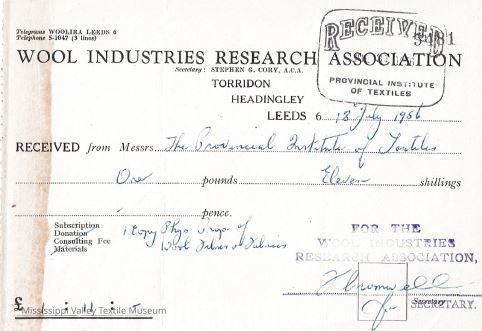 Telegrams WOOLIRA LEEDS 6
Telephone 5-1047 (3 lines)
RECEIVED
WOOL INDUSTRIES RESEARCH ASSOCIATION
Secretary: STEPHEN G. CORY, A.C.A.
PROVINCIAL INSTITUTE
OF TEXTILES
TORRIDON
HEADINGLEY
LEEDS 6 18 July 1956
RECEIVED from Messrs. The Provincial Institute of Textiles
One pounds Eleven shillings
- pence.
Subscription
Donation
Consulting Fee
Materials
1 Copy Phys. Props of
Wool Fibres & Fabrics
FOR THE
WOOL INDUSTRIES
RESEARCH ASSOCIATION,
SECRETARY.
£ 1 11 -
© Mississippi Valley Textile Museum